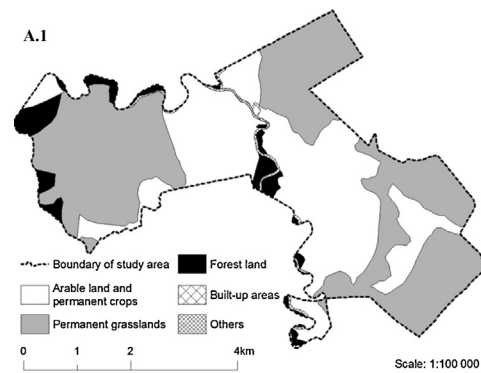 A.1
Boundary of study area
Forest land
Arable land and
permanent crops
Built-up areas
Permanent grasslands
Others
0 1 2 4km
Scale: 1:100 000